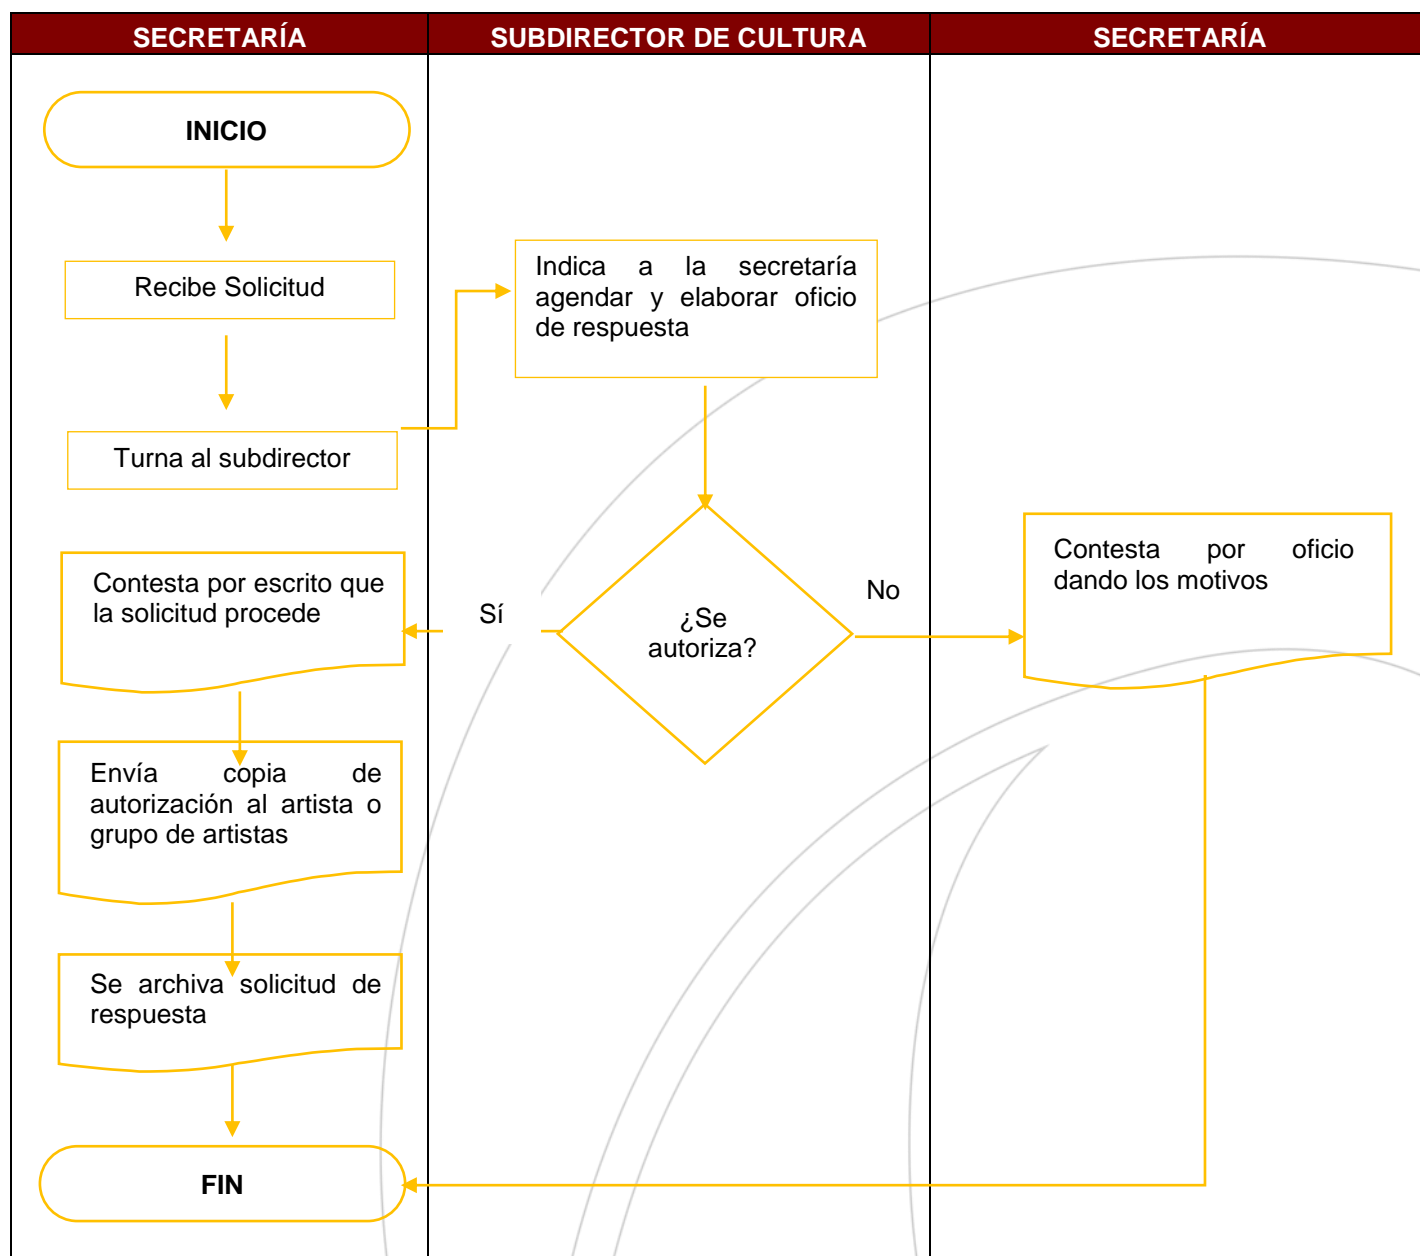 SECRETARÍA
SUBDIRECTOR DE CULTURA
SECRETARÍA
INICIO
Recibe Solicitud
Turna al subdirector
Indica a la secretaría
agendar y elaborar oficio
de respuesta
¿Se
autoriza?
Sí
No
Contesta por escrito que
la solicitud procede
Contesta por oficio
dando los motivos
Envía copia de
autorización al artista o
grupo de artistas
Se archiva solicitud de
respuesta
FIN